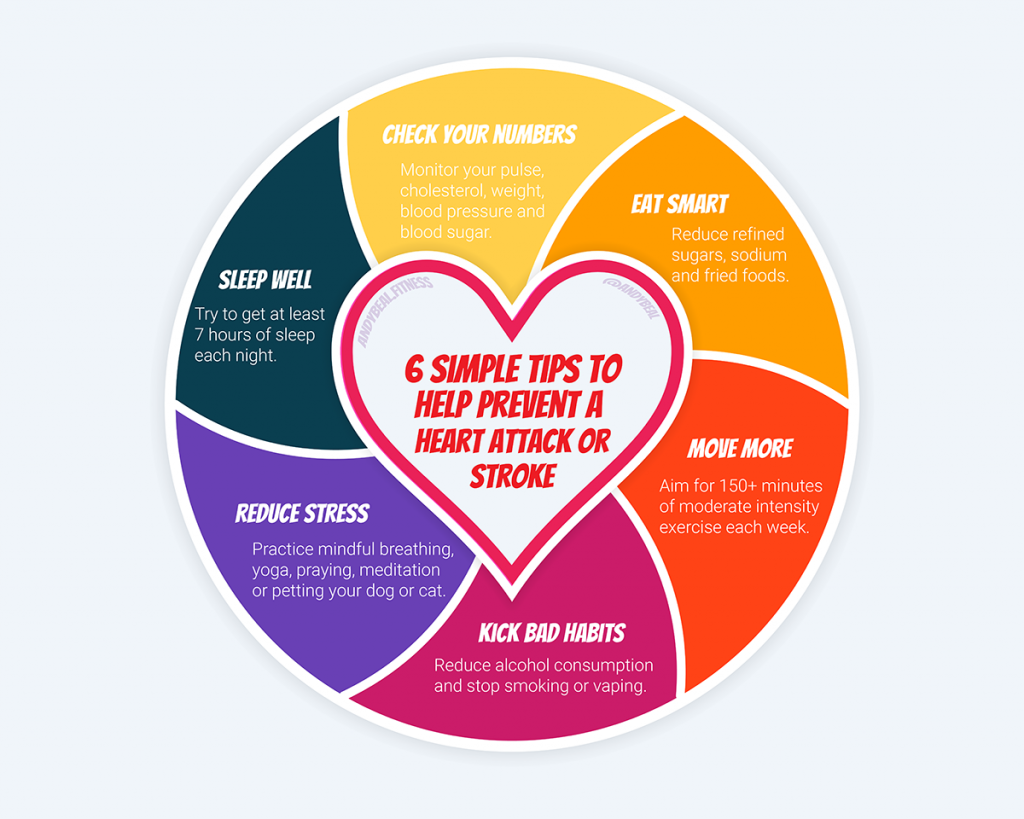 6 SIMPLE TIPS TO
HELP PREVENT A
HEART ATTACK OR
STROKE
ANDYBEAL.FITNESS
@ANDYBEAL
CHECK YOUR NUMBERS
Monitor your pulse,
cholesterol, weight,
blood pressure and
blood sugar.
EAT SMART
Reduce refined
sugars, sodium
and fried foods.
MOVE MORE
Aim for 150+ minutes
of moderate intensity
exercise each week.
KICK BAD HABITS
Reduce alcohol consumption
and stop smoking or vaping.
REDUCE STRESS
Practice mindful breathing,
yoga, praying, meditation
or petting your dog or cat.
SLEEP WELL
Try to get at least
7 hours of sleep
each night.